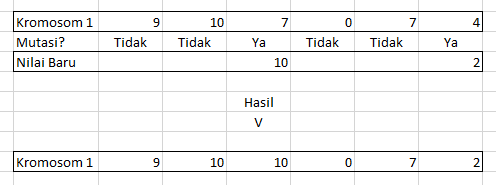 Kromosom 1 9 10 7 0 7 4
Mutasi? Tidak Tidak Ya Tidak Tidak Ya
Nilai Baru 10 2
Hasil
V
Kromosom 1 9 10 10 0 7 2